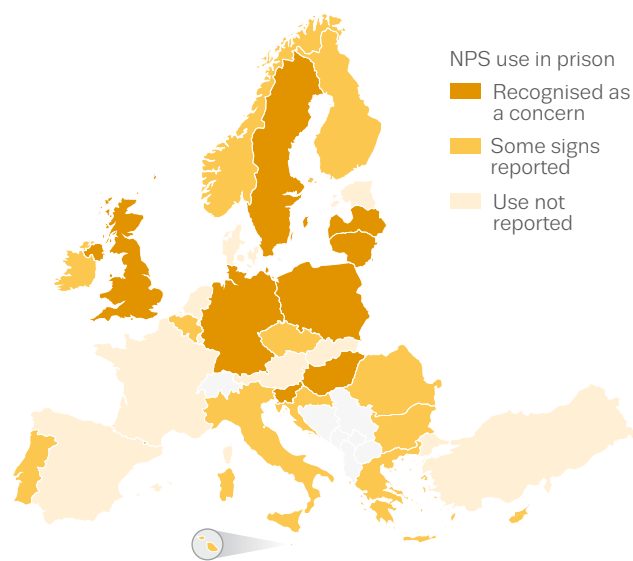 NPS use in prison
Recognised as
a concern
Some signs
reported
Use not
reported